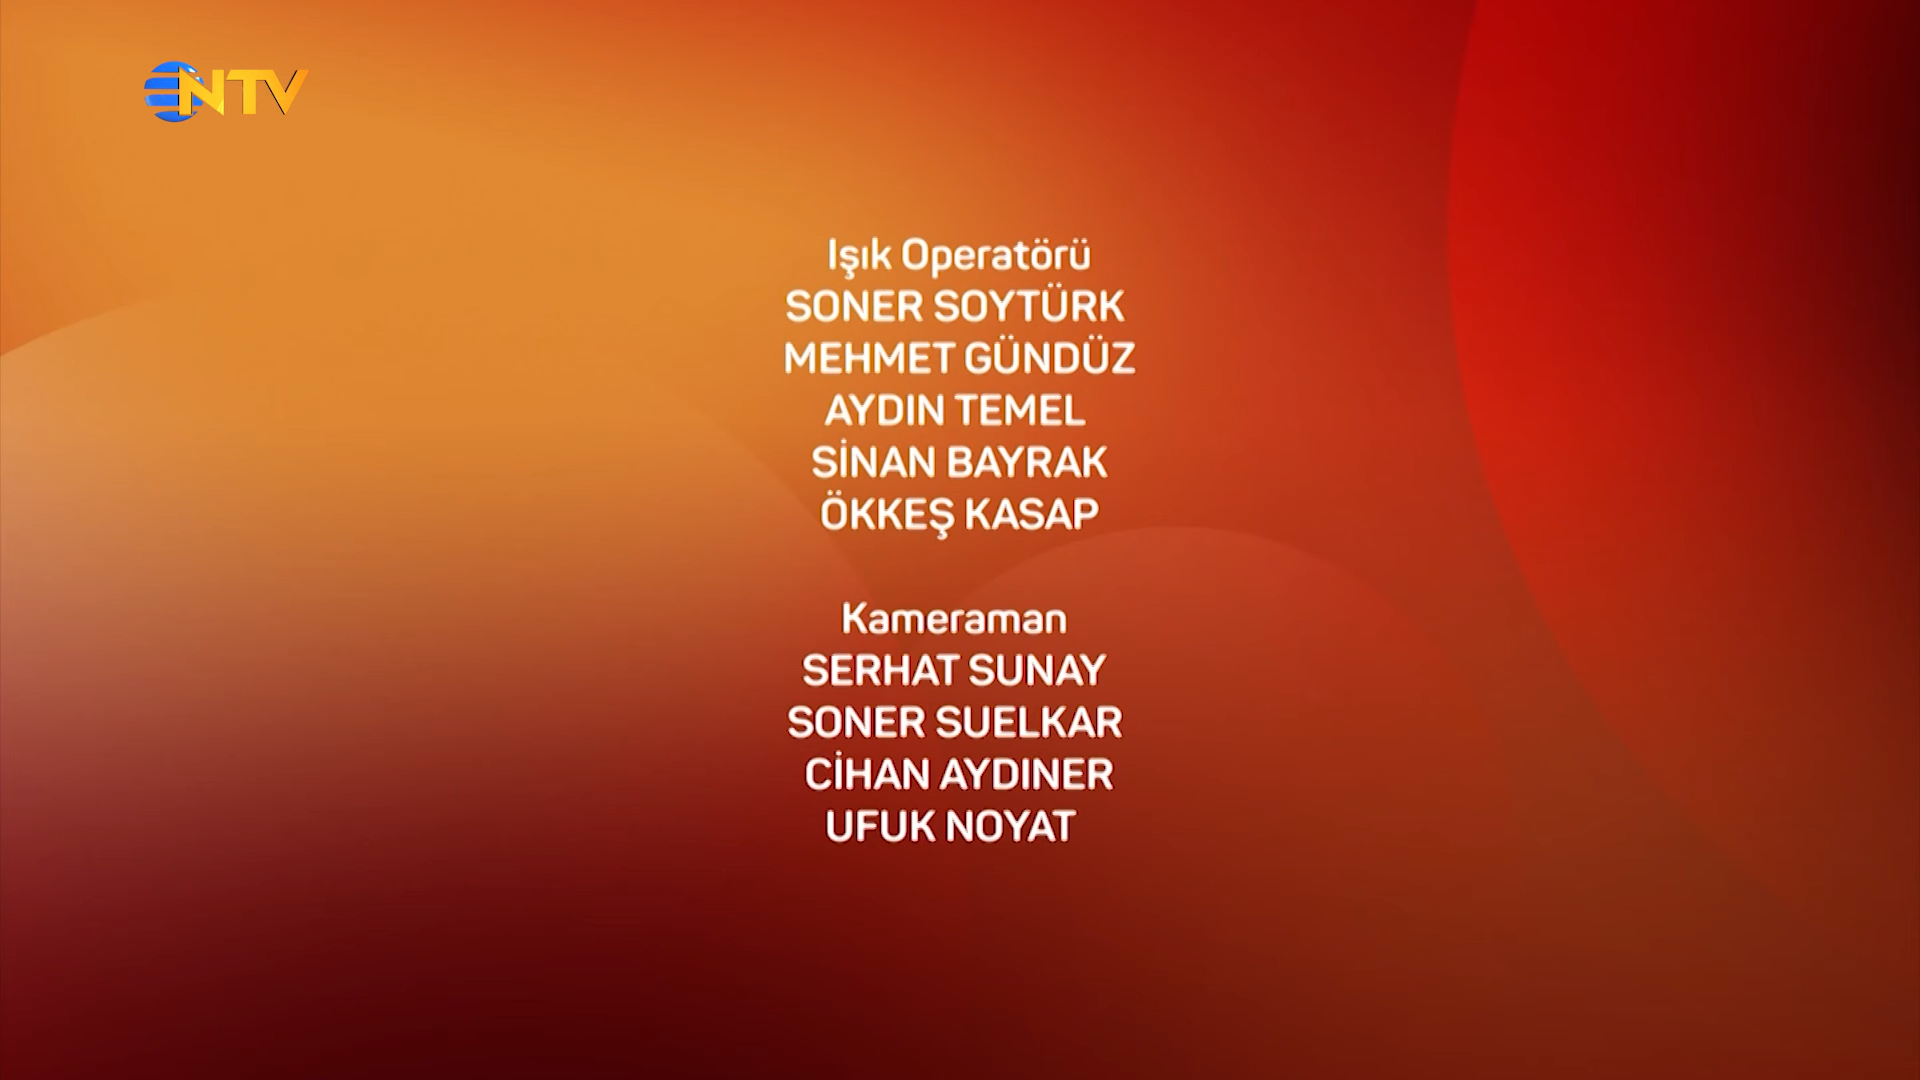 NTV
Işık Operatörü
SONER SOYTÜRK
MEHMET GÜNDÜZ
AYDIN TEMEL
SİNAN BAYRAK
ÖKKEŞ KASAP
Kameraman
SERHAT SUNAY
SONER SUELKAR
CİHAN AYDINER
UFUK NOYAT